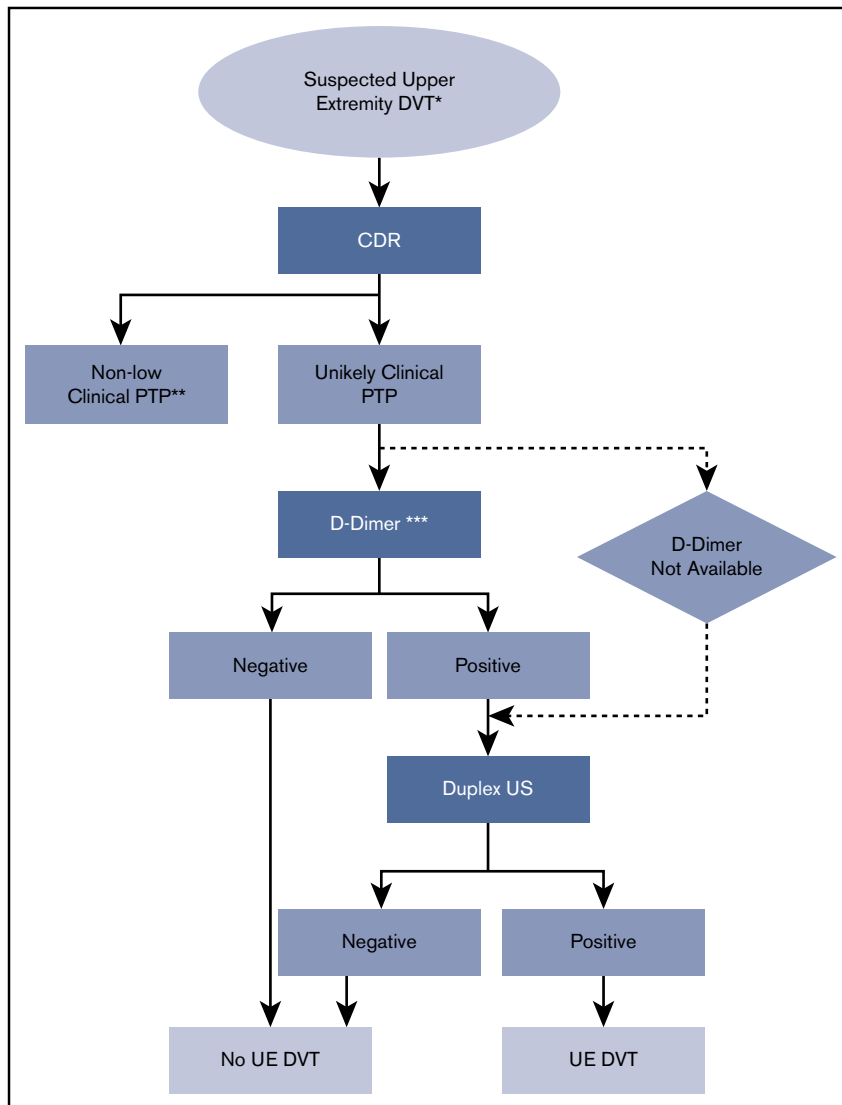 Suspected Upper
Extremity DVT*
CDR
Non-low
Clinical PTP**
Unikely Clinical
PTP
D-Dimer ***
D-Dimer
Not Available
Negative
Positive
Duplex US
Negative
Positive
No UE DVT
UE DVT